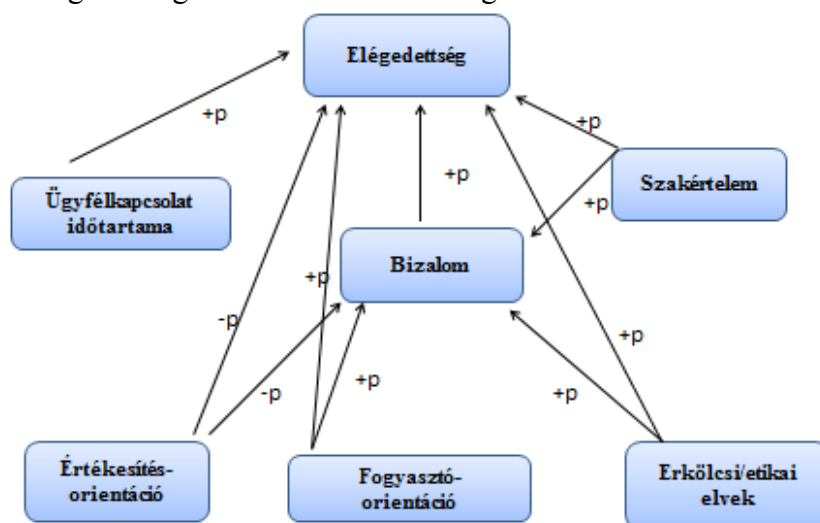 Elégedettség
+p
+p
Ügyfélkapcsolat
időtartama
+p
Szakértelem
+p
Bizalom
+p
-p
+p
+p
-p
+p
Értékesítés-
orientáció
Fogyasztó-
orientáció
Erkölcsi/etikai
elvek